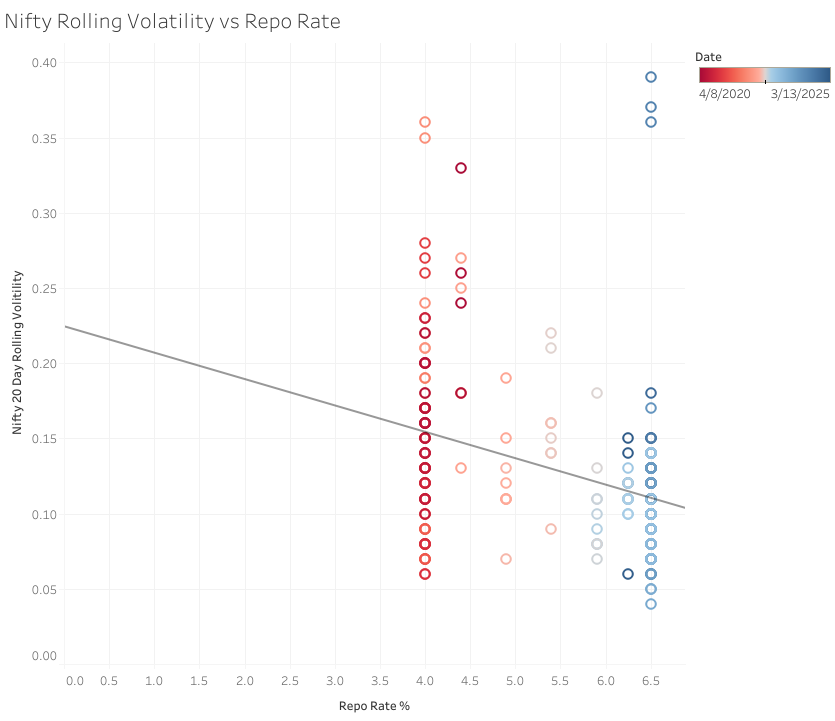 Nifty Rolling Volatility vs Repo Rate
Date
4/8/2020 3/13/2025
Nifty 20 Day Rolling Volitility
0.40
0.35
0.30
0.25
0.20
0.15
0.10
0.05
0.00
0.0 0.5 1.0 1.5 2.0 2.5 3.0 3.5 4.0 4.5 5.0 5.5 6.0 6.5
Repo Rate %